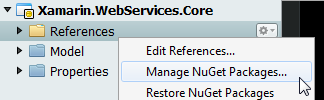 Xamarin.WebServices.Core
References
Model
Edit References...
Properties
Manage NuGet Packages...
Restore NuGet Packages